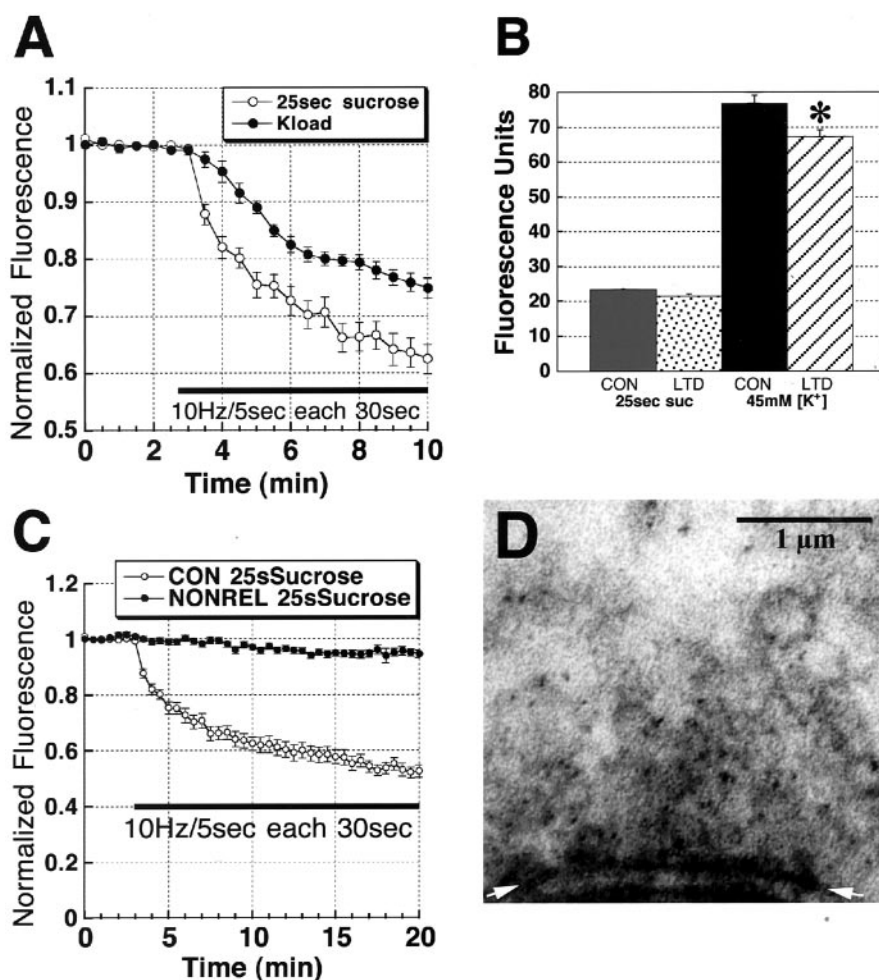 A
Normalized Fluorescence
1.1
1
0.9
0.8
0.7
0.6
0.5
25sec sucrose
Kload
10Hz/5sec each 30sec
0 2 4 6 8 10
Time (min)
B
Fluorescence Units
80
70
60
50
40
30
20
10
0
*
CON LTD CON LTD
25sec suc 45mM [K⁺]
C
Normalized Fluorescence
1.2
1
0.8
0.6
0.4
0.2
0
CON 25sSucrose
NONREL 25sSucrose
10Hz/5sec each 30sec
0 5 10 15 20
Time (min)
D
1 μm